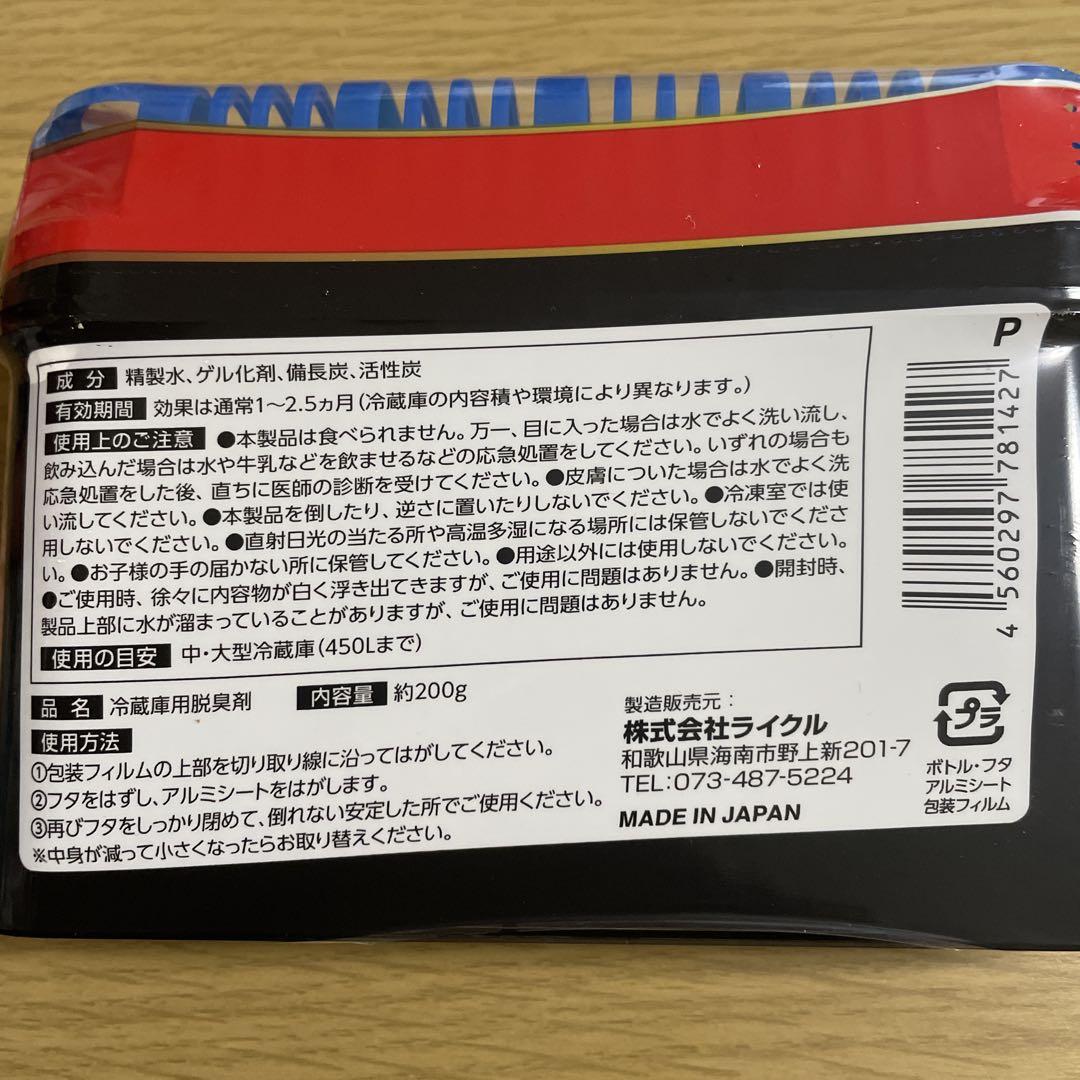 P
成分 精製水、ゲル化剤、備長炭、活性炭
有効期間 効果は通常1〜2.5ヵ月(冷蔵庫の内容積や環境により異なります。)
使用上のご注意 ●本製品は食べられません。万一、目に入った場合は水でよく洗い流し、
飲み込んだ場合は水や牛乳などを飲ませるなどの応急処置をしてください。いずれの場合も
応急処置をした後、直ちに医師の診断を受けてください。●皮膚についた場合は水でよく洗
い流してください。●本製品を倒したり、逆さに置いたりしないでください。●冷凍室では使
用しないでください。●直射日光の当たる所や高温多湿になる場所には保管しないでくださ
い。●お子様の手の届かない所に保管してください。●用途以外には使用しないでください。
●ご使用時、徐々に内容物が白く浮き出てきますが、ご使用に問題はありません。●開封時、
製品上部に水が溜まっていることがありますが、ご使用に問題はありません。
使用の目安 中・大型冷蔵庫(450Lまで)
品名 冷蔵庫用脱臭剤 内容量 約200g
使用方法
①包装フィルムの上部を切り取り線に沿ってはがしてください。
②フタをはずし、アルミシートをはがします。
③再びフタをしっかり閉めて、倒れない安定した所でご使用ください。
※中身が減って小さくなったらお取り替えください。
製造販売元:
株式会社ライクル
和歌山県海南市野上新201-7
TEL:073-487-5224
MADE IN JAPAN
4560297781427
プラ
ボトル・フタ
アルミシート
包装フィルム